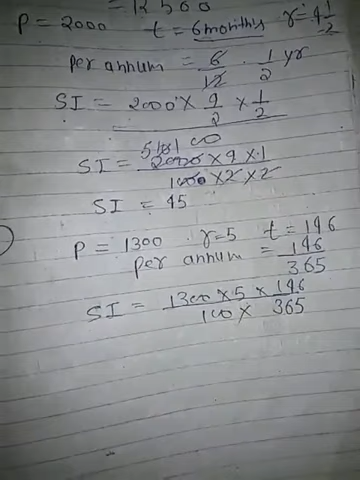 = 12500
P = 2000 t = 6 months r = 4 1/2
per annum = 6/12 . 1/2 yr
SI = 2000 × 9/2 × 1/2
100
SI = 2000 × 9 × 1 / 100 × 2 × 2
SI = 45
P = 1300 r = 5 t = 146
per annum = 146/365
SI = 1300 × 5 × 146 / 100 × 365